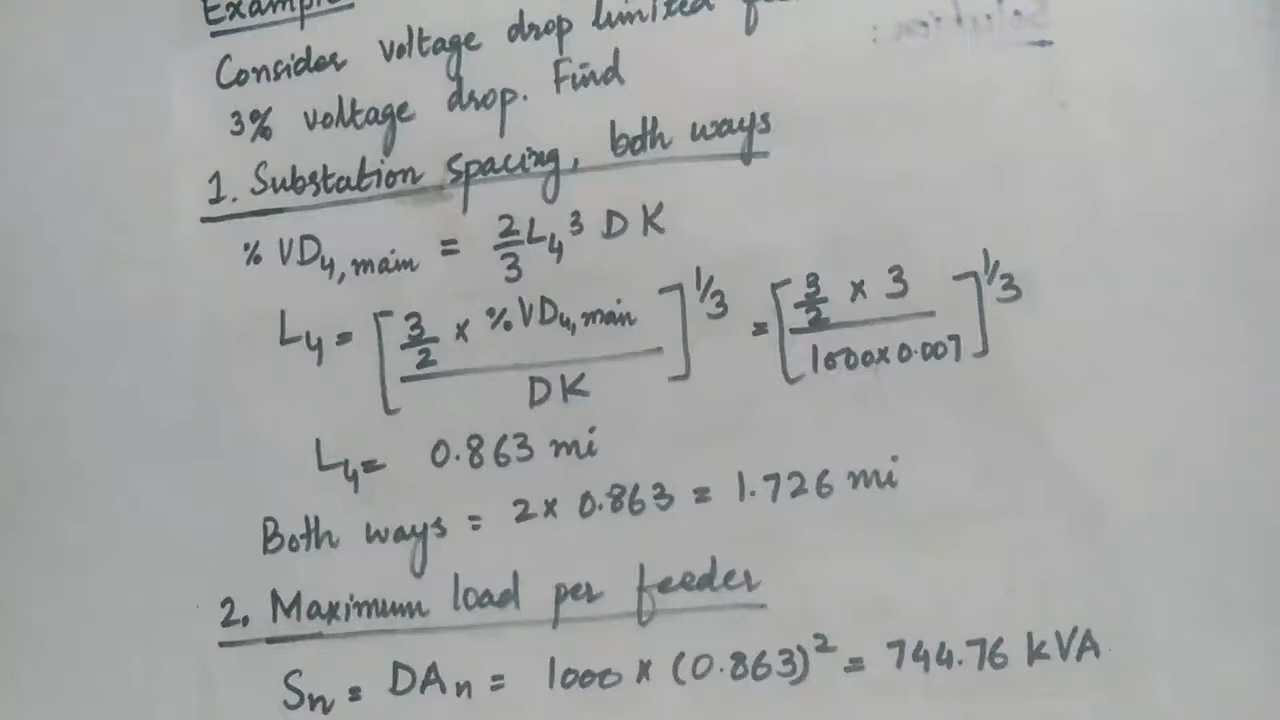 Example
Consider voltage drop limited
3% voltage drop. Find
1. Substation spacing, both ways
% VD4, main = 2/3 L4³ D K
L4 = [3/2 × % VD4, main / DK]^1/3 = [3/2 × 3 / 1000×0.007]^1/3
L4 = 0.863 mi
Both ways = 2× 0.863 = 1.726 mi
2. Maximum load per feeder
Sn = DAn = 1000 × (0.863)² = 744.76 kVA